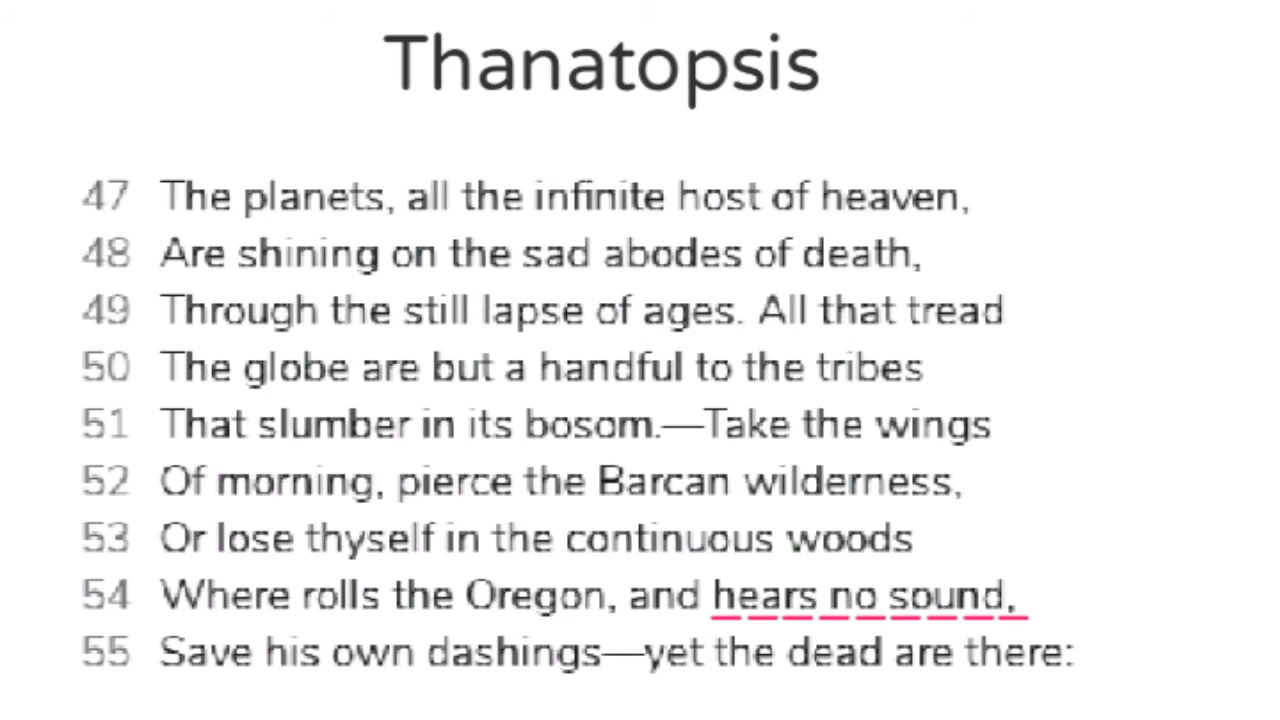 Thanatopsis
47 The planets, all the infinite host of heaven,
48 Are shining on the sad abodes of death,
49 Through the still lapse of ages. All that tread
50 The globe are but a handful to the tribes
51 That slumber in its bosom.—Take the wings
52 Of morning, pierce the Barcan wilderness,
53 Or lose thyself in the continuous woods
54 Where rolls the Oregon, and hears no sound,
55 Save his own dashings—yet the dead are there: